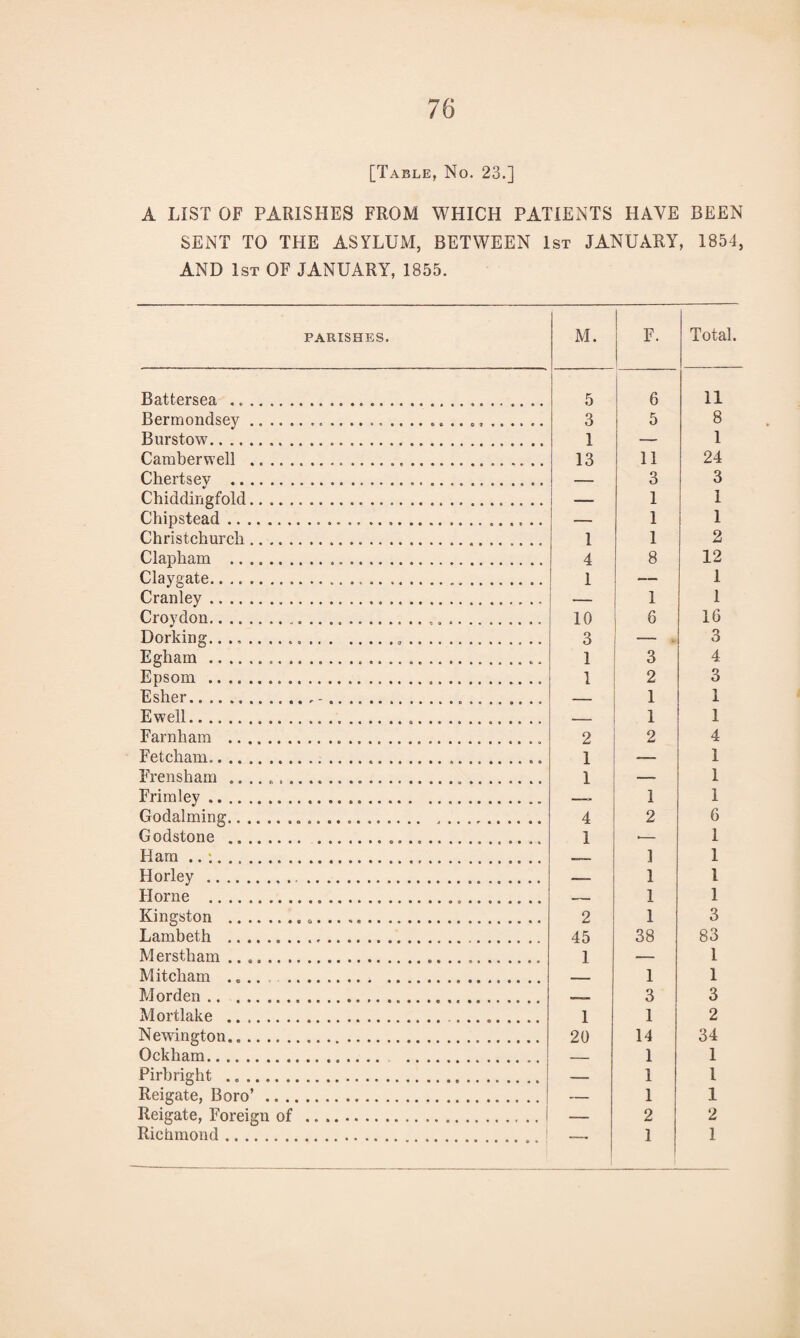 76
[Table, No. 23.]
A LIST OF PARISHES FROM WHICH PATIENTS HAVE BEEN
SENT TO THE ASYLUM, BETWEEN 1st JANUARY, 1854,
AND 1st OF JANUARY, 1855.
PARISHES. M. F. Total.
Battersea 5 6 11
Bermondsey 3 5 8
Burstow 1 — 1
Camberwell 13 11 24
Chertsey — 3 3
Chiddingfold — 1 1
Chipstead — 1 1
Christchurch 1 1 2
Clapham 4 8 12
Claygate 1 — 1
Cranley — 1 1
Croydon 10 6 16
Dorking 3 — 3
Egham 1 3 4
Epsom 1 2 3
Esher — 1 1
Ewell — 1 1
Farnham 2 2 4
Fetcham 1 — 1
Frensham 1 — 1
Frimley — 1 1
Godalming 4 2 6
Godstone 1 — 1
Ham — 1 1
Horley — 1 1
Horne — 1 1
Kingston 2 1 3
Lambeth 45 38 83
Merstham 1 — 1
Mitcham — 1 1
Morden — 3 3
Mortlake 1 1 2
Newington 20 14 34
Ockham — 1 1
Pirbright — 1 1
Reigate, Boro' — 1 1
Reigate, Foreign of — 2 2
Richmond — 1 1